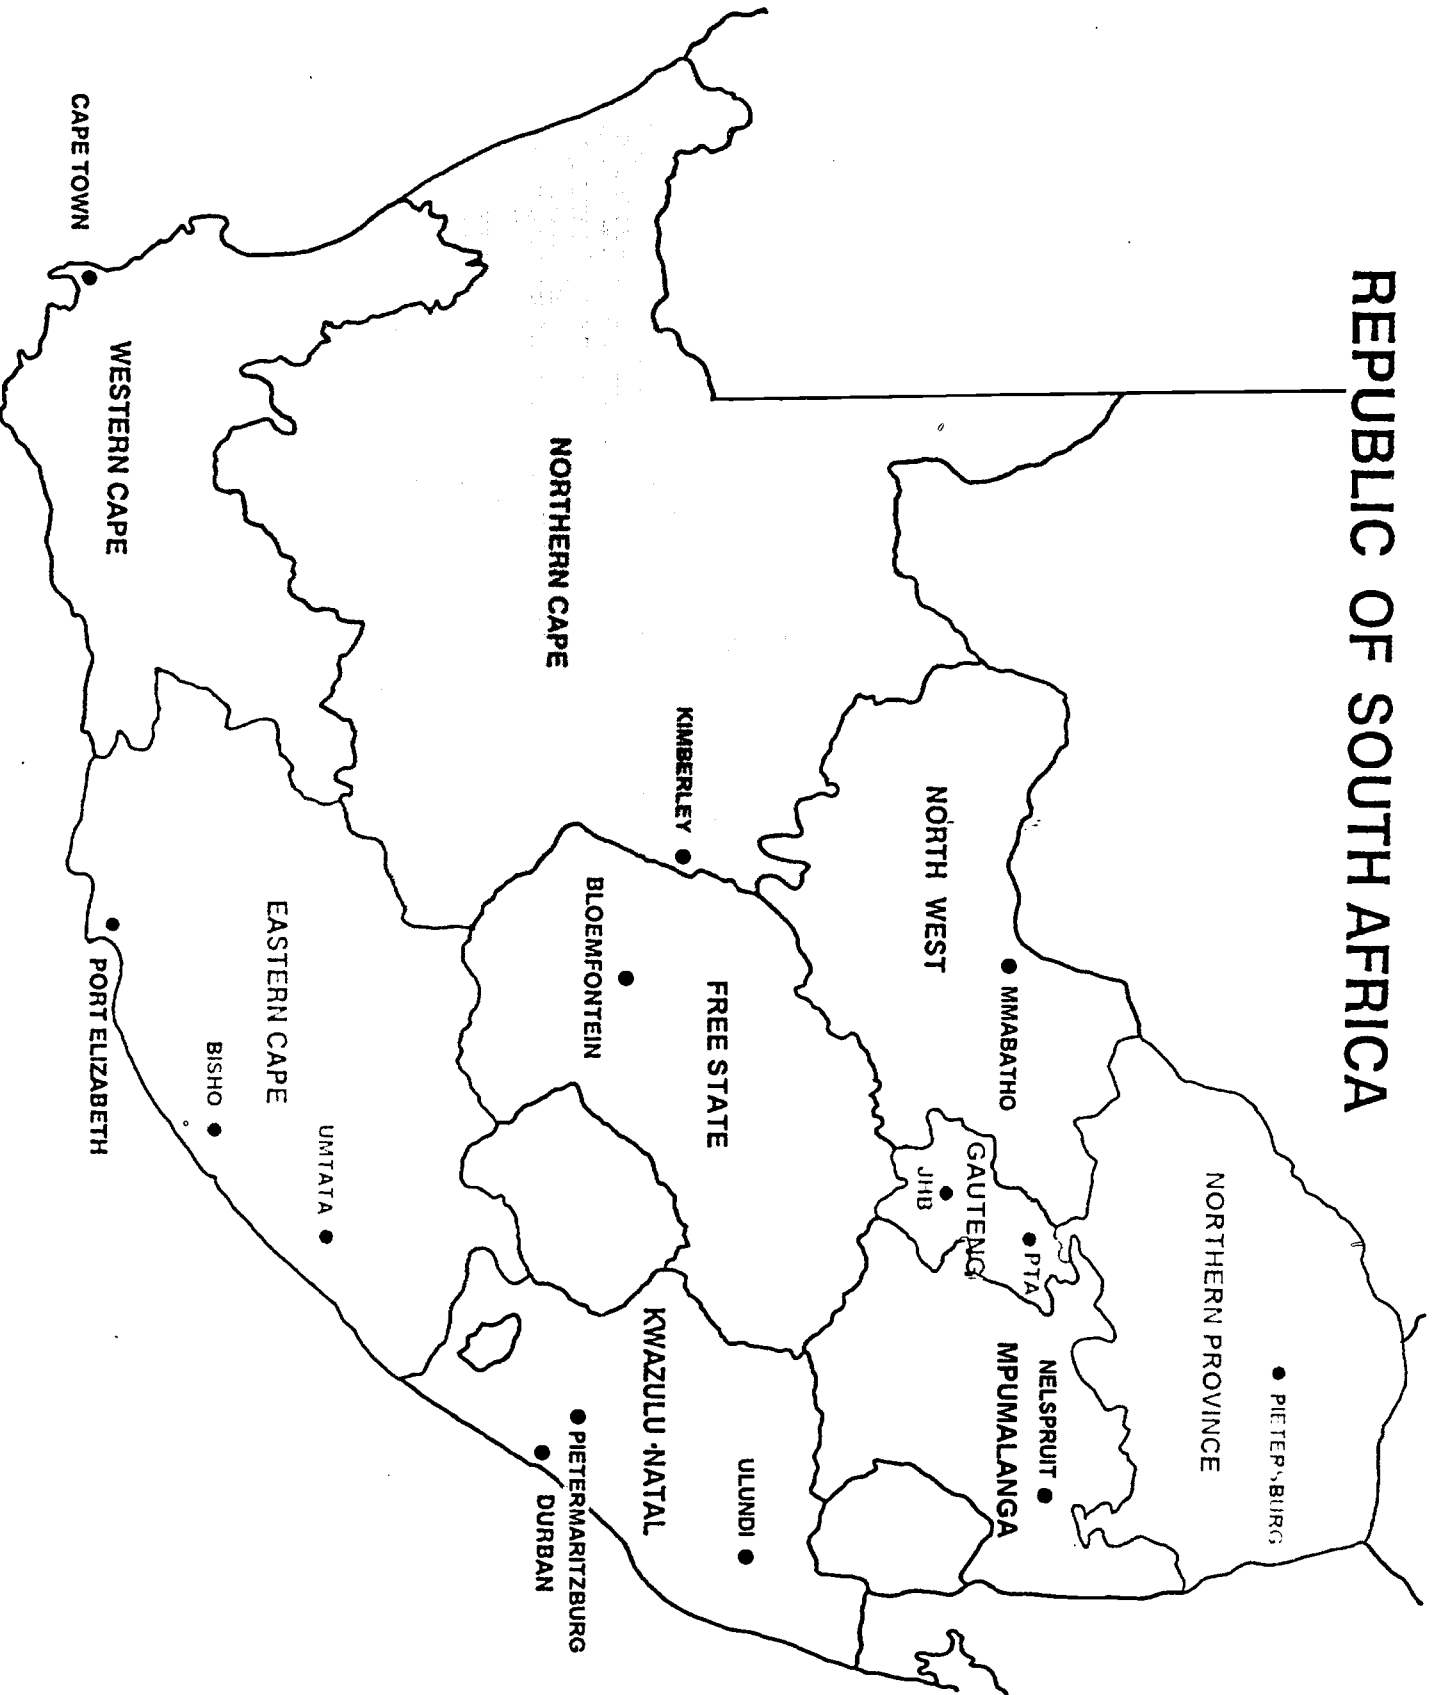 REPUBLIC OF SOUTH AFRICA
PIETERSBURG
NORTHERN PROVINCE
NELSPRUIT
MPUMALANGA
PTA
GAUTENG
JHB
MMABATHO
NORTH WEST
ULUNDI
FREE STATE
KIMBERLEY
KWAZULU-NATAL
BLOEMFONTEIN
PIETERMARITZBURG
NORTHERN CAPE
DURBAN
UMTATA
EASTERN CAPE
BISHO
WESTERN CAPE
PORT ELIZABETH
CAPE TOWN